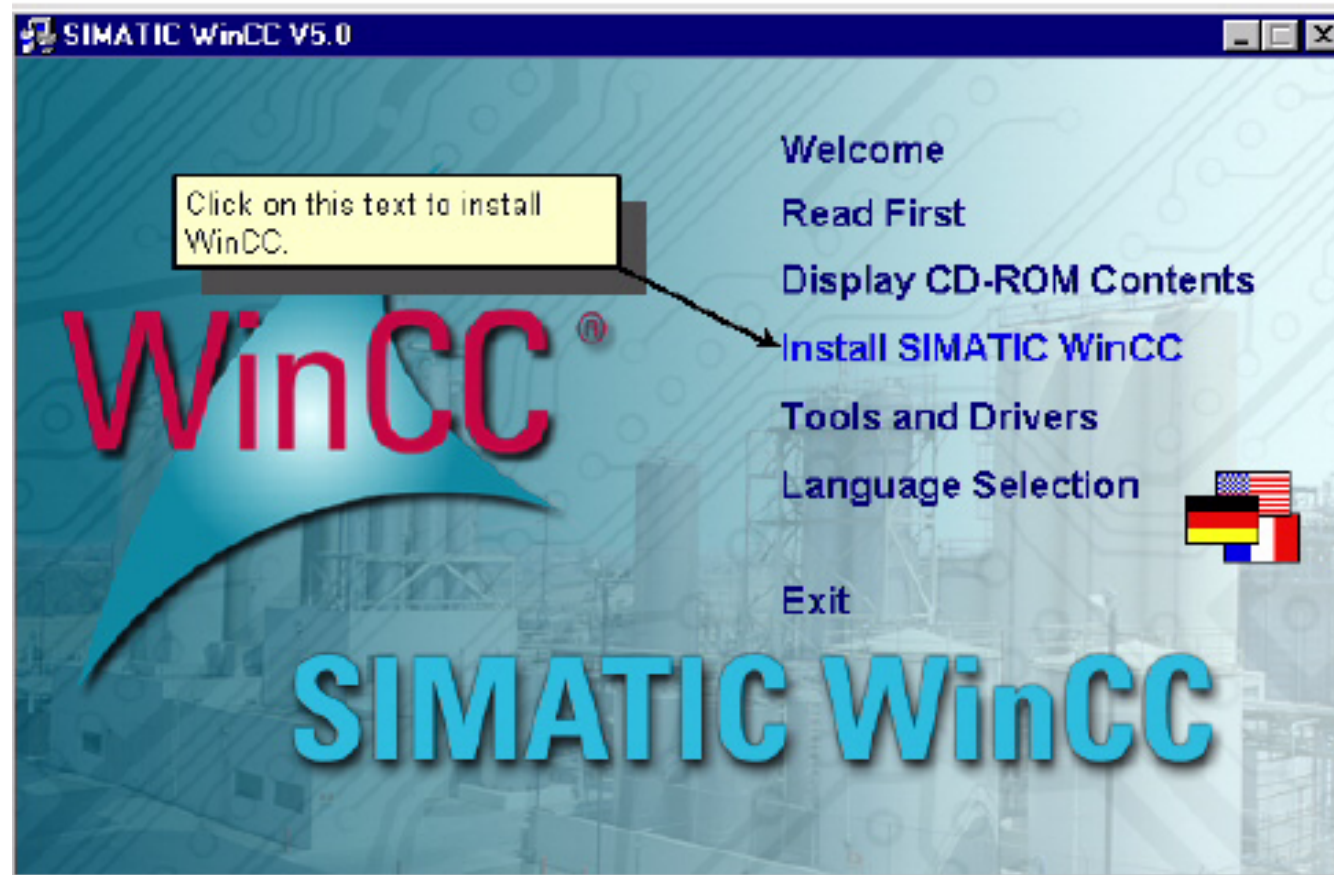 SIMATIC WinCC V5.0
Welcome
Read First
Click on this text to install
WinCC.
Display CD-ROM Contents
Install SIMATIC WinCC
WinCC®
Tools and Drivers
Language Selection
Exit
SIMATIC WinCC